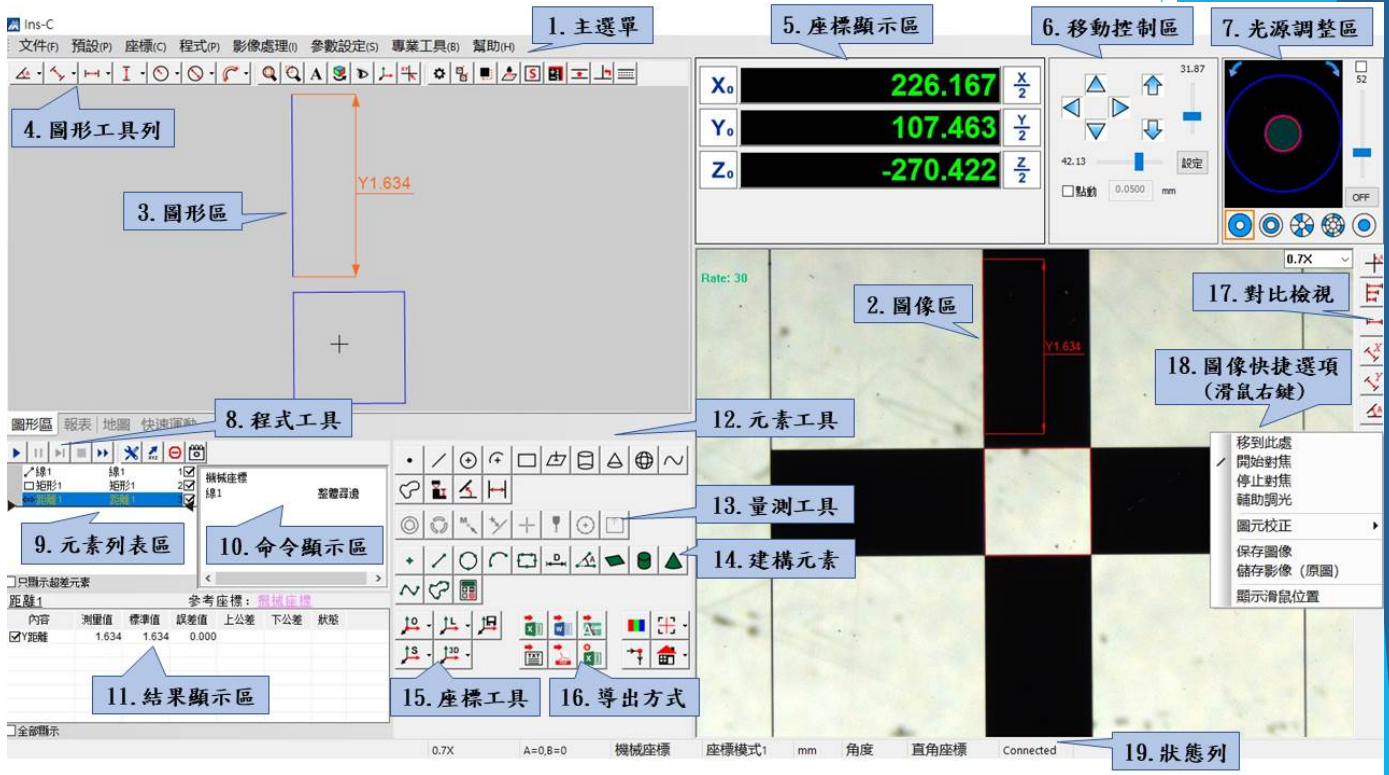 Ins-C
文件(F) 預設(P) 座標(C) 程式(P) 影像處理(I) 參數設定(S) 專業工具(B) 幫助(H)
1. 主選單
5. 座標顯示區
6. 移動控制區
7. 光源調整區
4. 圖形工具列
3. 圖形區
Y1.634
X₀ 226.167 X/2
Y₀ 107.463 Y/2
Z₀ -270.422 Z/2
31.87
42.13
設定
點動 0.0500 mm
52
OFF
Rate: 30
0.7X
2. 圖像區
Y1.634
17. 對比檢視
18. 圖像快捷選項
(滑鼠右鍵)
移到此處
開始對焦
停止對焦
輔助調光
圖元校正
保存圖像
儲存影像 (原圖)
顯示滑鼠位置
圖形區 報表 地圖 快速運動
8. 程式工具
12. 元素工具
線1 線1 1
矩形1 矩形1 2
距離1 距離1 3
機械座標
線1 整體尋邊
9. 元素列表區
10. 命令顯示區
13. 量測工具
14. 建構元素
只顯示超差元素
距離1 參考座標: 機械座標
內容 測量值 標準值 誤差值 上公差 下公差 狀態
Y距離 1.634 1.634 0.000
11. 結果顯示區
15. 座標工具
16. 導出方式
全部顯示
0.7X A=0,B=0 機械座標 座標模式1 mm 角度 直角座標 Connected
19. 狀態列